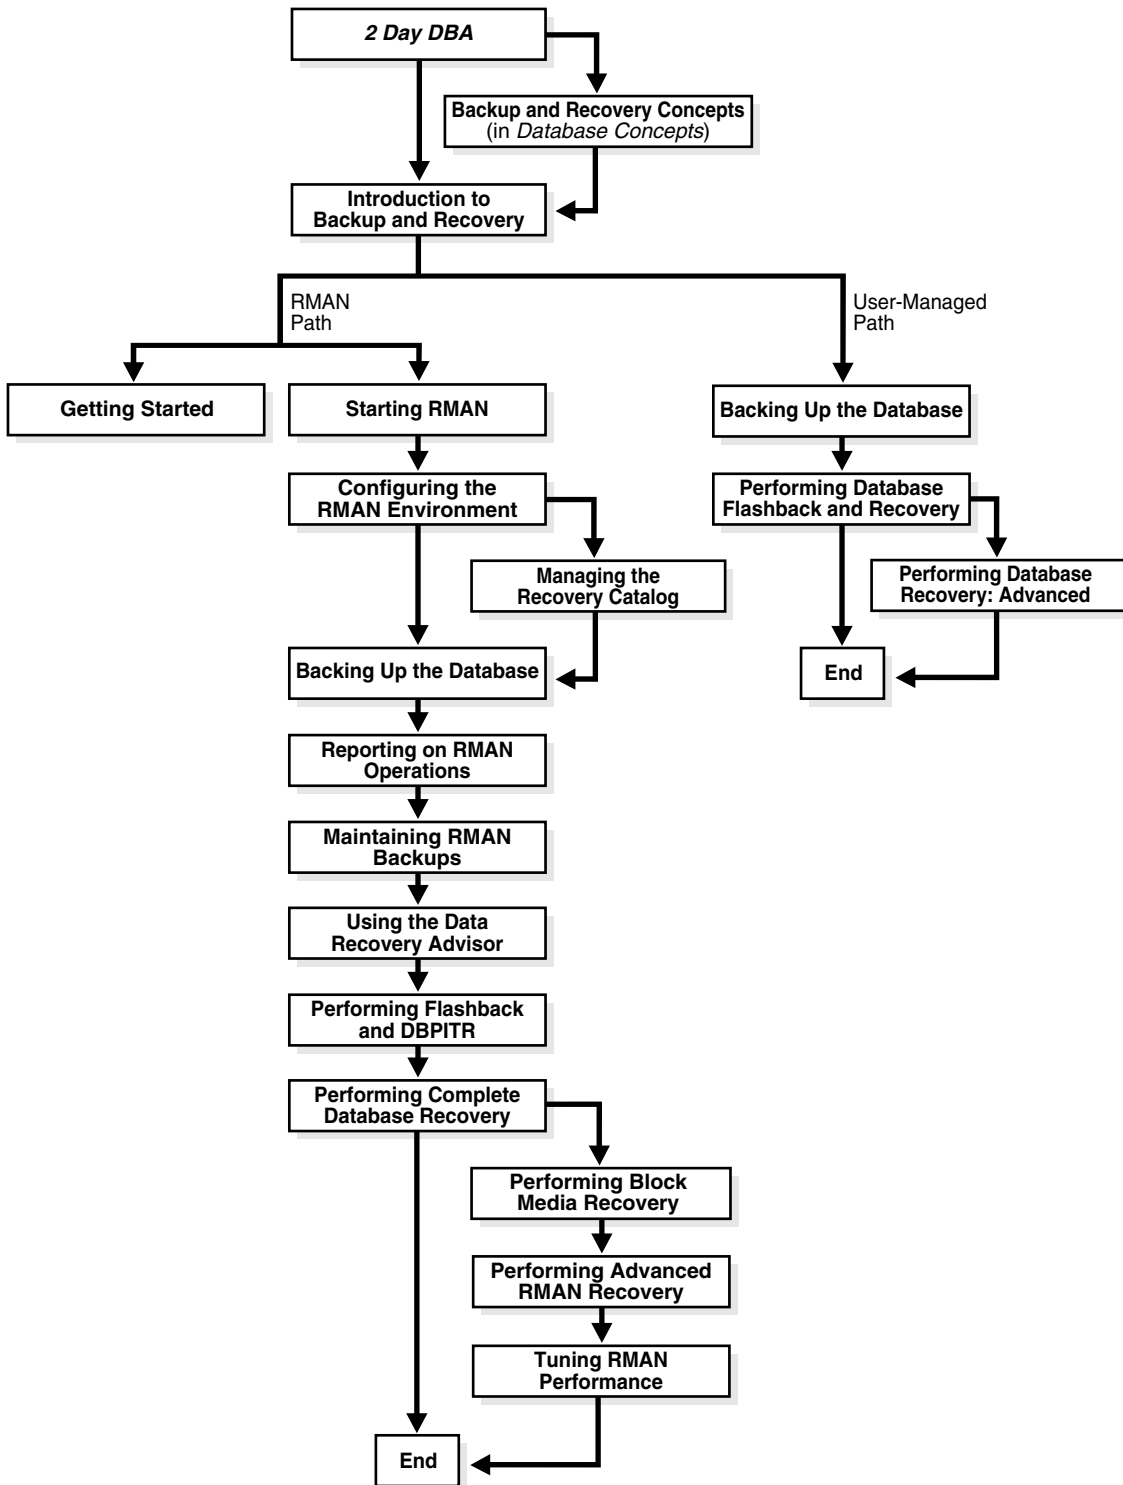 2 Day DBA
Backup and Recovery Concepts
(in Database Concepts)
Introduction to
Backup and Recovery
RMAN
Path
User-Managed
Path
Getting Started
Starting RMAN
Backing Up the Database
Configuring the
RMAN Environment
Performing Database
Flashback and Recovery
Managing the
Recovery Catalog
Performing Database
Recovery: Advanced
Backing Up the Database
End
Reporting on RMAN
Operations
Maintaining RMAN
Backups
Using the Data
Recovery Advisor
Performing Flashback
and DBPITR
Performing Complete
Database Recovery
Performing Block
Media Recovery
Performing Advanced
RMAN Recovery
Tuning RMAN
Performance
End